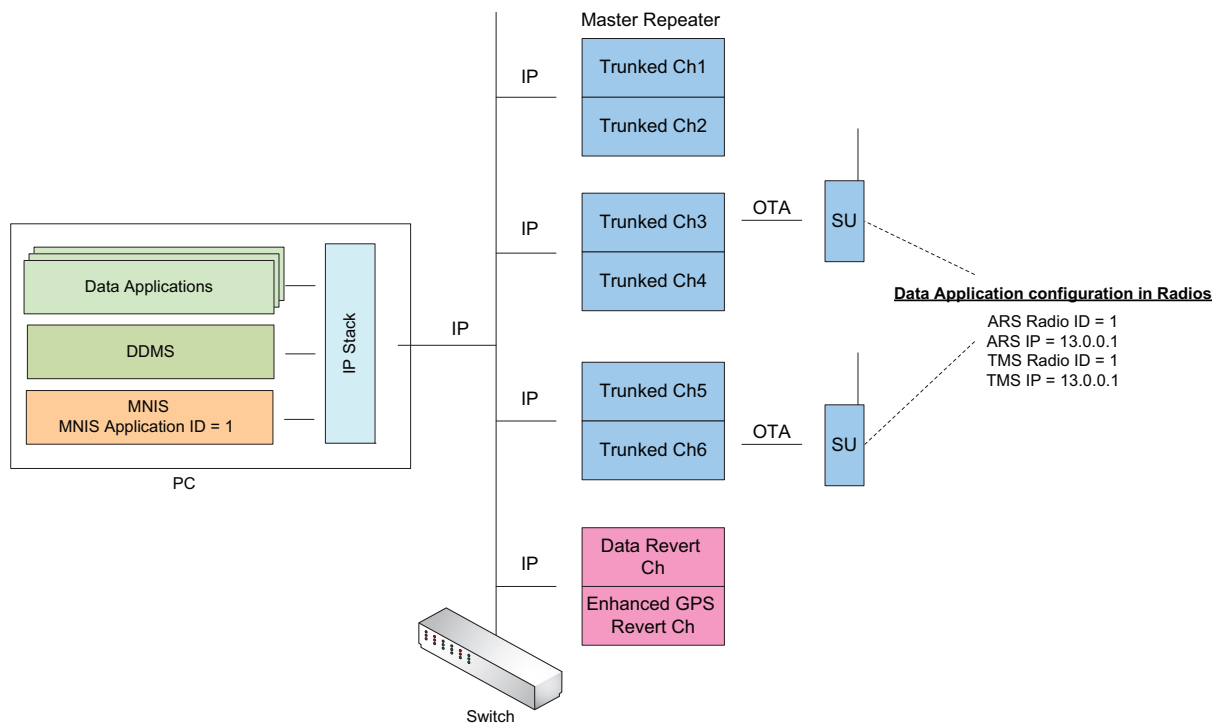 Master Repeater
IP
Trunked Ch1
Trunked Ch2
IP
Trunked Ch3
Trunked Ch4
OTA
SU
Data Applications
DDMS
MNIS
MNIS Application ID = 1
IP Stack
PC
IP
Data Application configuration in Radios
ARS Radio ID = 1
ARS IP = 13.0.0.1
TMS Radio ID = 1
TMS IP = 13.0.0.1
IP
Trunked Ch5
Trunked Ch6
OTA
SU
IP
Data Revert
Ch
Enhanced GPS
Revert Ch
Switch